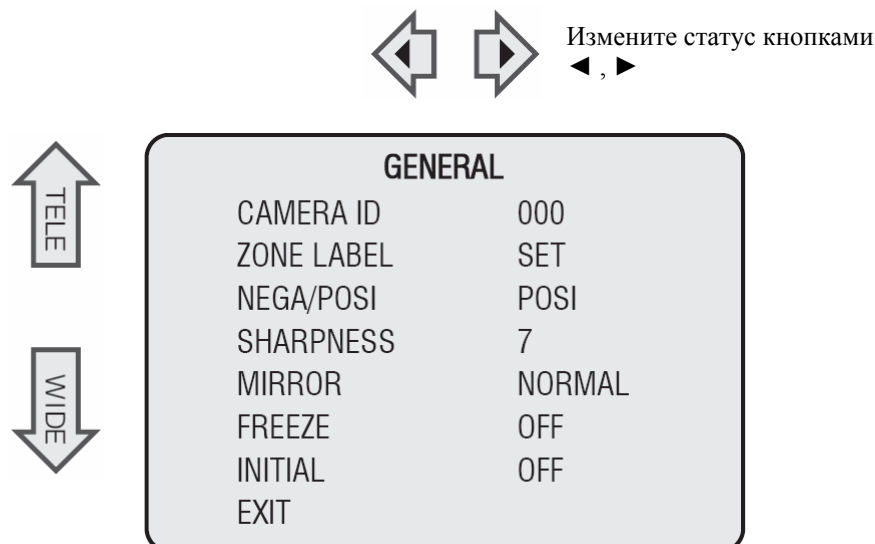 Измените статус кнопками
◄ , ►
TELE
WIDE
GENERAL
CAMERA ID 000
ZONE LABEL SET
NEGA/POSI POSI
SHARPNESS 7
MIRROR NORMAL
FREEZE OFF
INITIAL OFF
EXIT